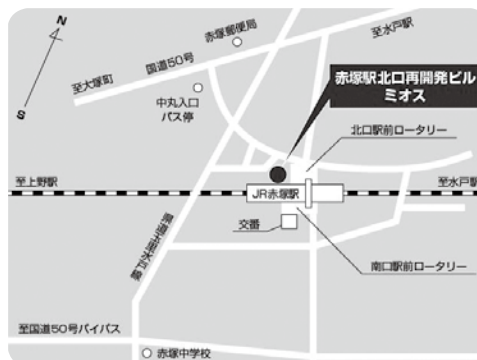 N
S
赤塚郵便局
至水戸駅
国道50号
至大塚町
中丸入口
バス停
赤塚駅北口再開発ビル
ミオス
北口駅前ロータリー
至上野駅
JR赤塚駅
至水戸駅
交番
南口駅前ロータリー
至国道50号バイパス
赤塚中学校